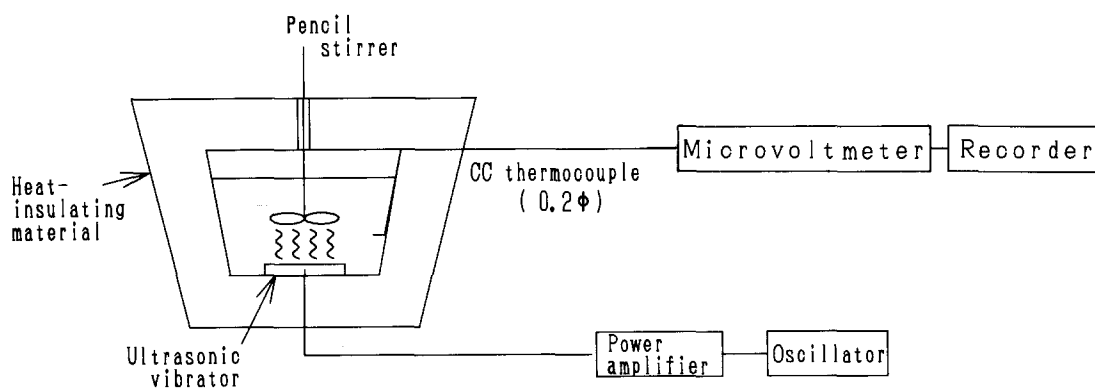 Pencil
stirrer
Microvoltmeter
Recorder
CC thermocouple
( 0.2Φ)
Heat-
insulating
material
Ultrasonic
vibrator
Power
amplifier
Oscillator